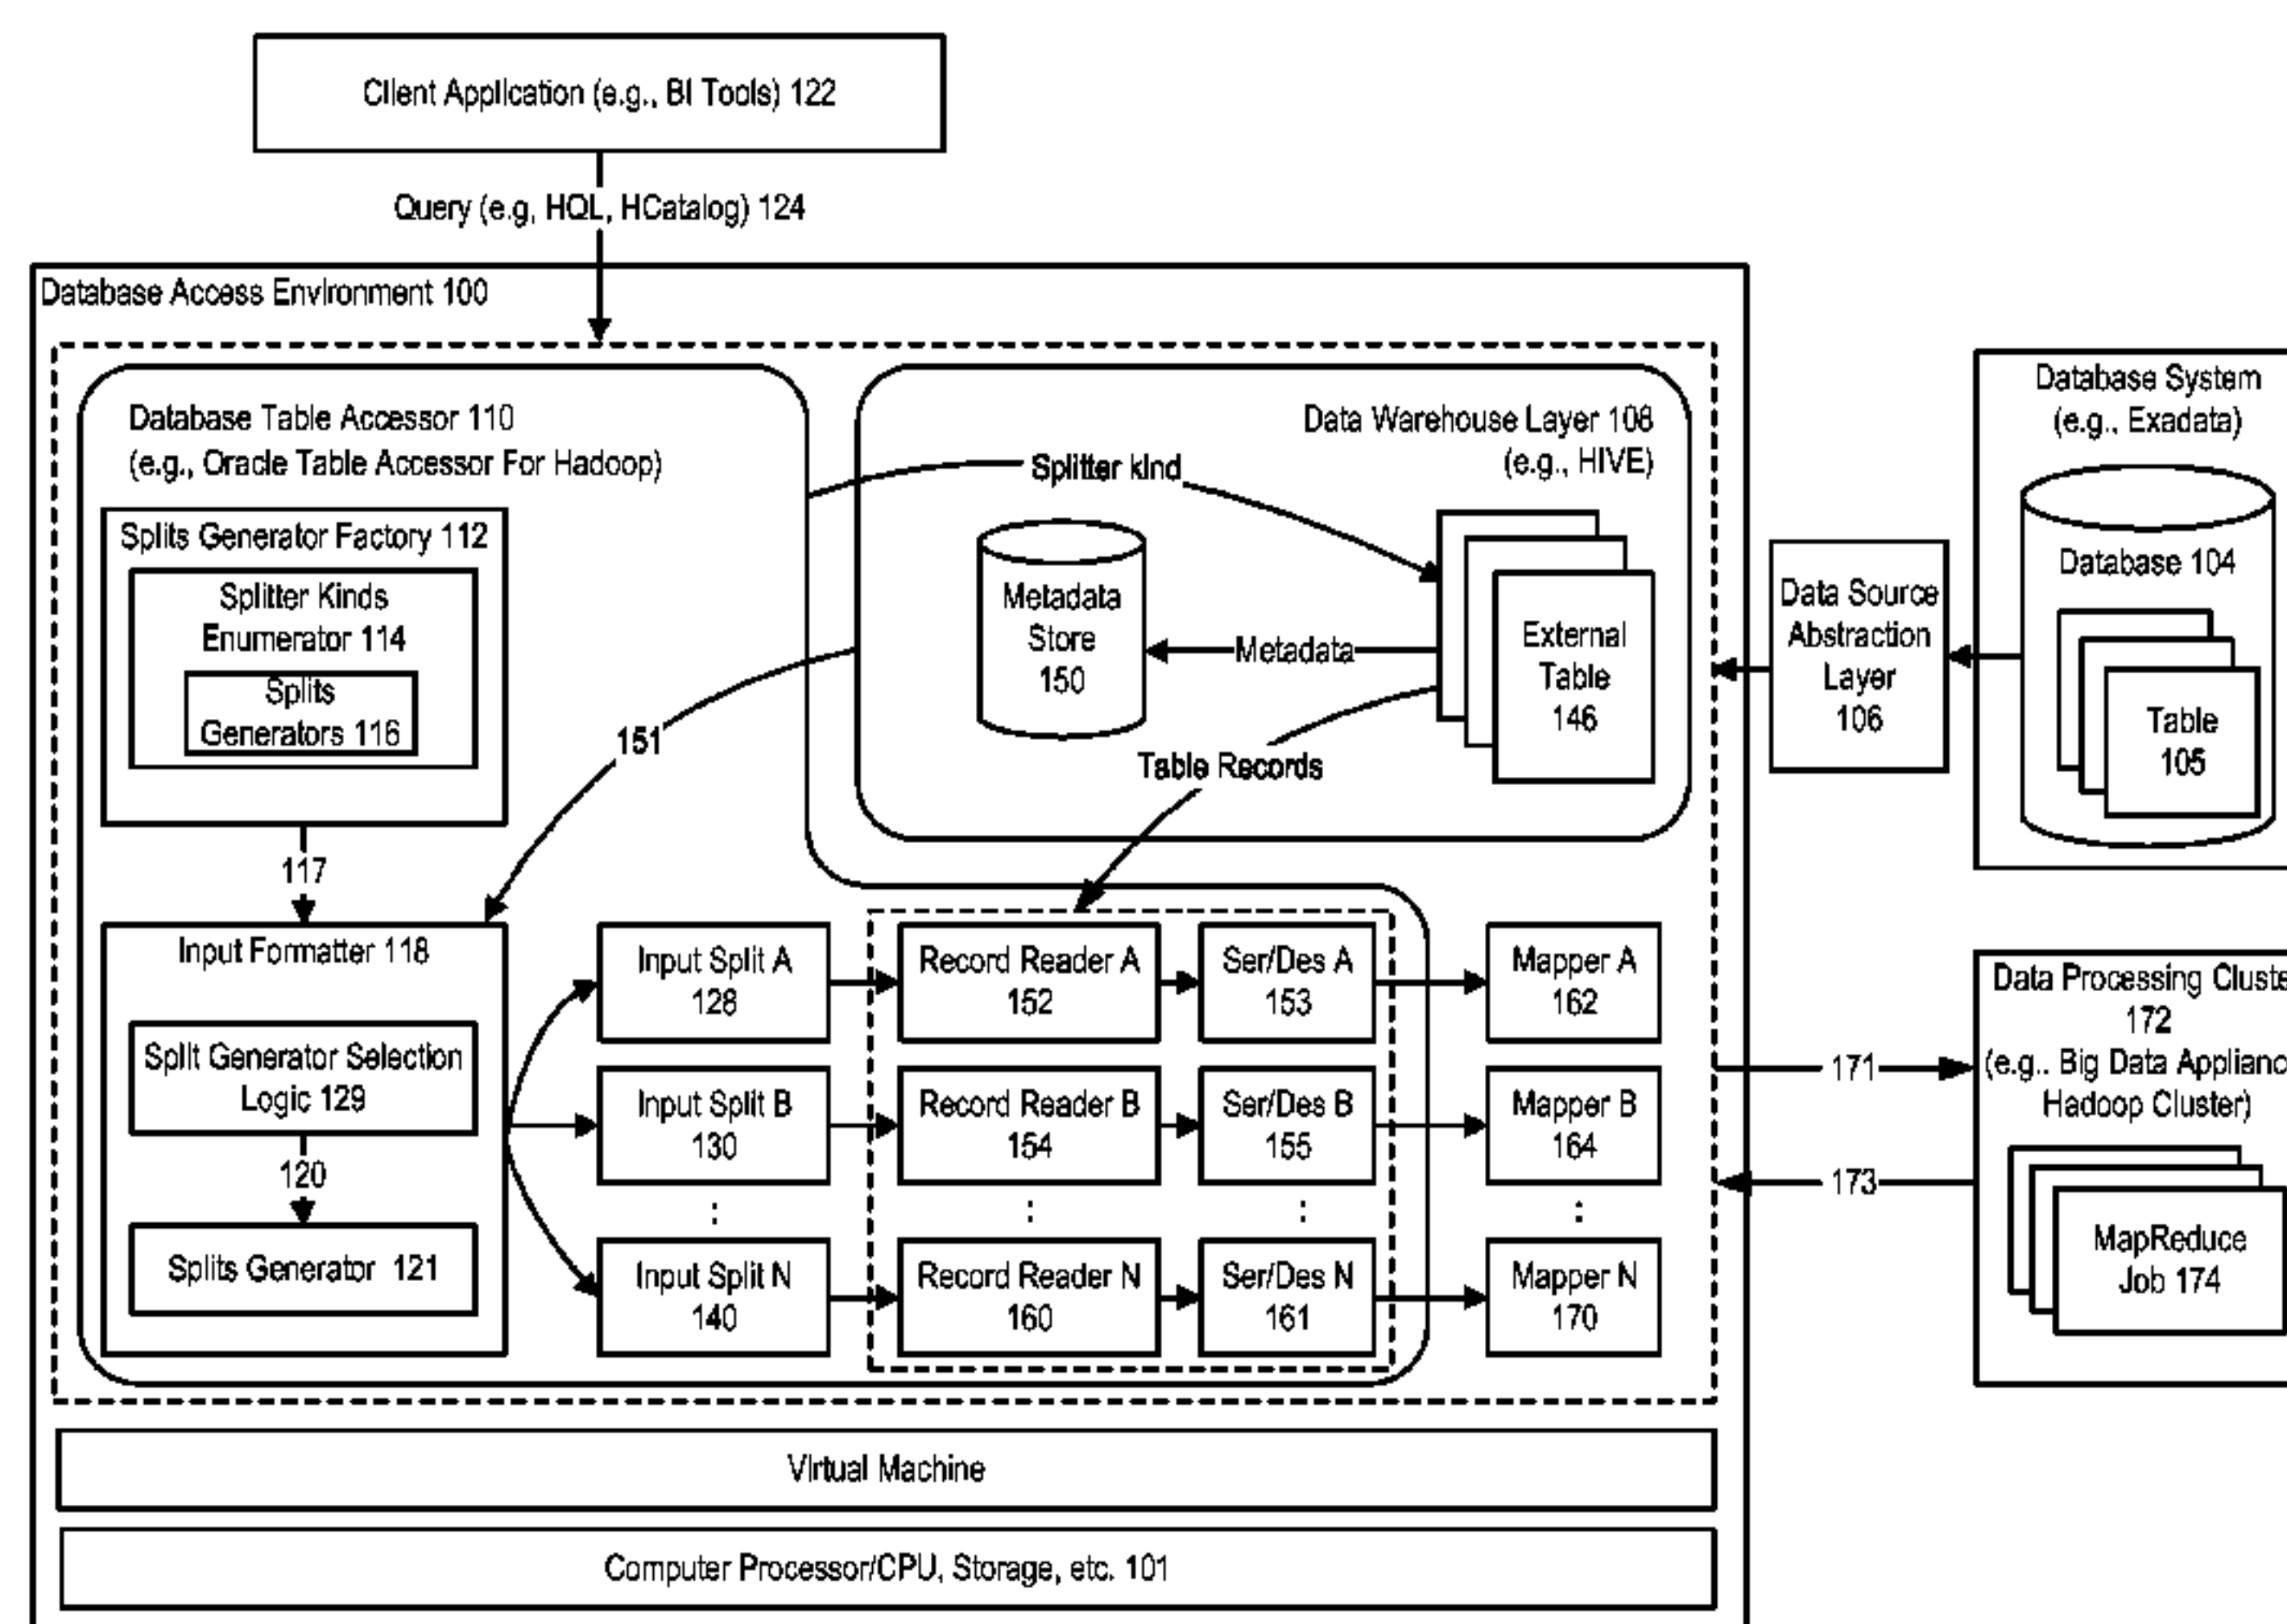 Client Application (e.g., BI Tools) 122
Query (e.g, HQL, HCatalog) 124
Database Access Environment 100
Database Table Accessor 110
(e.g., Oracle Table Accessor For Hadoop)
Splits Generator Factory 112
Splitter Kinds
Enumerator 114
Splits
Generators 116
117
151
Splitter kind
Data Warehouse Layer 108
(e.g., HIVE)
Metadata
Store
150
Metadata
External
Table
146
Table Records
Data Source
Abstraction
Layer
106
Database System
(e.g., Exadata)
Database 104
Table
105
Input Formatter 118
Split Generator Selection
Logic 129
120
Splits Generator 121
Input Split A
128
Record Reader A
152
Ser/Des A
153
Mapper A
162
Input Split B
130
Record Reader B
154
Ser/Des B
155
Mapper B
164
:
:
:
:
Input Split N
140
Record Reader N
160
Ser/Des N
161
Mapper N
170
171
173
Data Processing Cluste
172
(e.g.. Big Data Applianc
Hadoop Cluster)
MapReduce
Job 174
Virtual Machine
Computer Processor/CPU, Storage, etc. 101